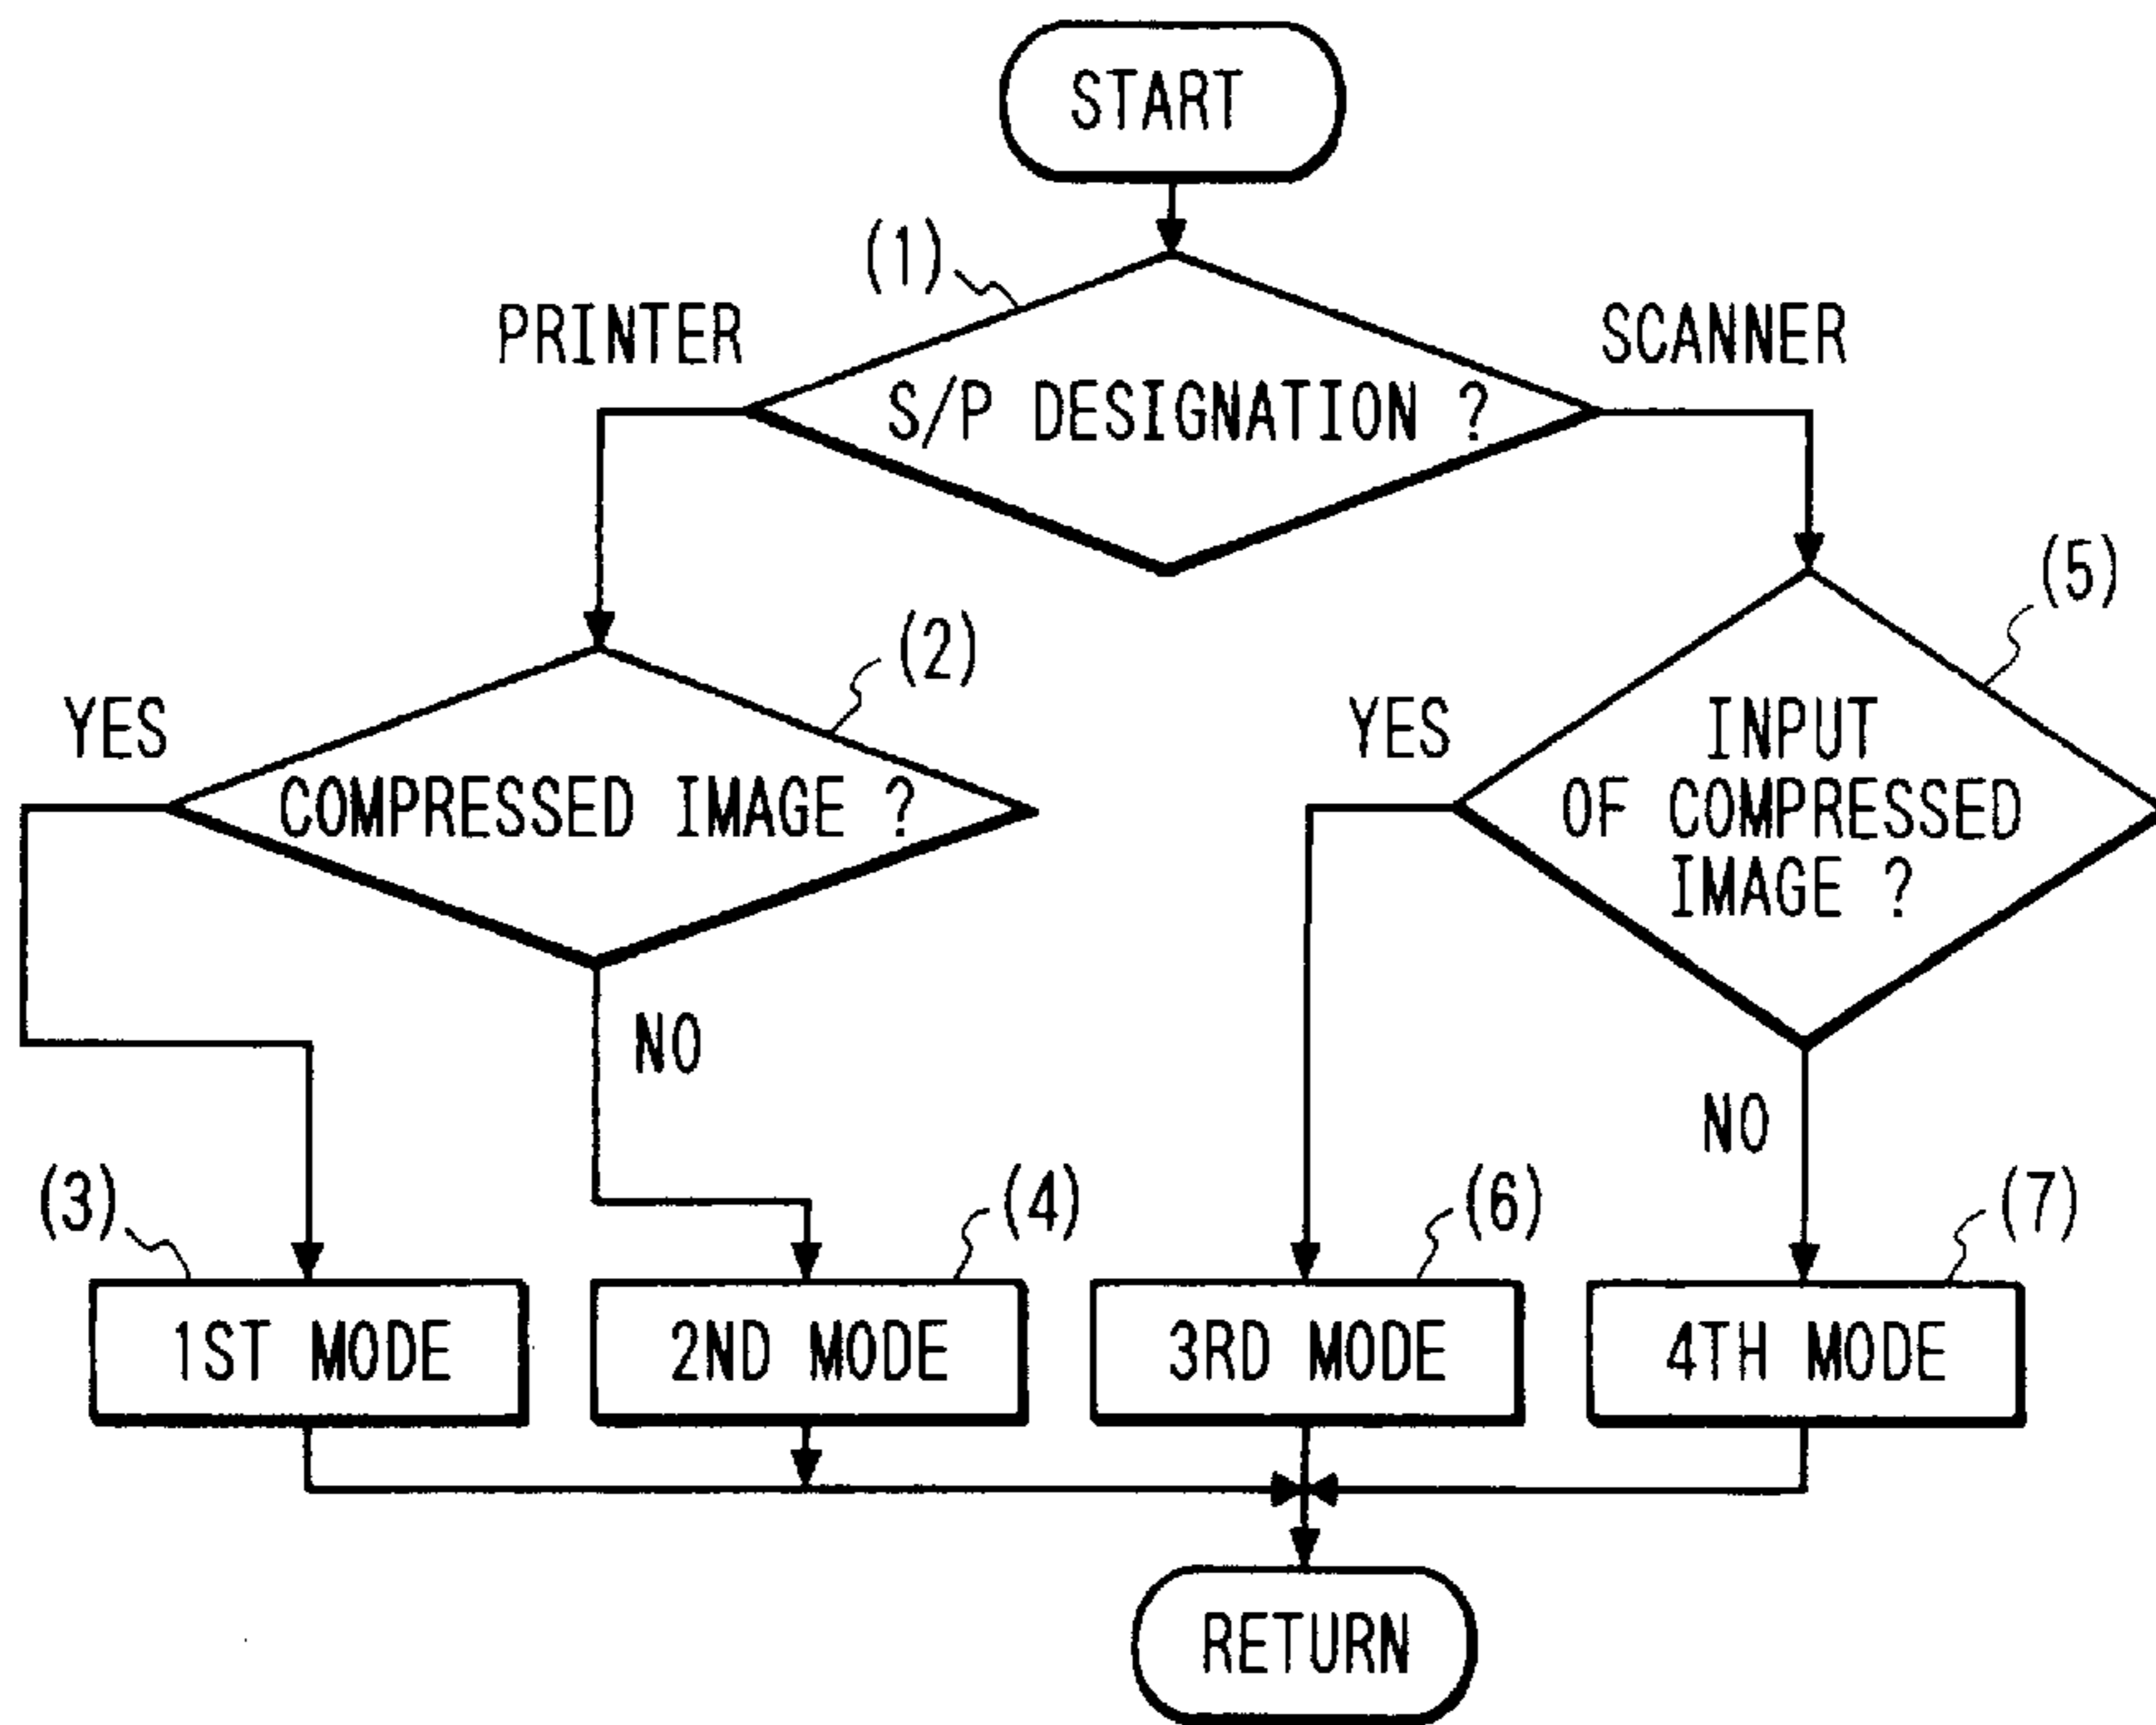 START
(1)
PRINTER
SCANNER
S/P DESIGNATION ?
(5)
(2)
YES
COMPRESSED IMAGE ?
YES
INPUT
OF COMPRESSED
IMAGE ?
NO
NO
(3)
(4)
(6)
(7)
1ST MODE
2ND MODE
3RD MODE
4TH MODE
RETURN